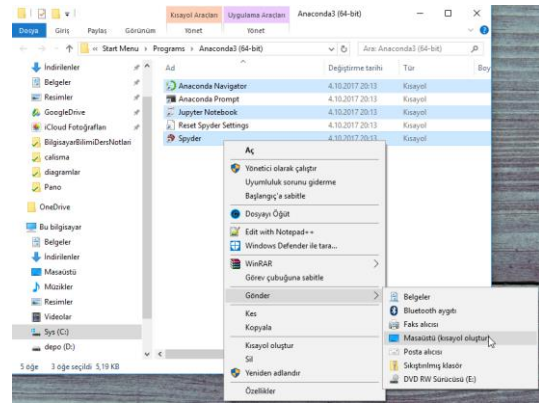 Kısayol Araçları
Uygulama Araçları
Anaconda3 (64-bit)
Dosya
Giriş
Paylaş
Görünüm
Yönet
Yönet
« Start Menu › Programs › Anaconda3 (64-bit)
Ara: Anaconda3 (64-bit)
İndirilenler
Belgeler
Resimler
GoogleDrive
iCloud Fotoğrafları
BilgisayarBilimiDersNotlari
calisma
diagramlar
Pano
OneDrive
Bu bilgisayar
Belgeler
İndirilenler
Masaüstü
Müzikler
Resimler
Videolar
Sys (C:)
depo (D:)
Ad
Değiştirme tarihi
Tür
Boy
Anaconda Navigator
4.10.2017 20:13
Kısayol
Anaconda Prompt
4.10.2017 20:13
Kısayol
Jupyter Notebook
4.10.2017 20:13
Kısayol
Reset Spyder Settings
4.10.2017 20:13
Kısayol
Spyder
4.10.2017 20:13
Kısayol
Aç
Yönetici olarak çalıştır
Uyumluluk sorunu giderme
Başlangıç'a sabitle
Dosyayı Öğüt
Edit with Notepad++
Windows Defender ile tara...
WinRAR
Görev çubuğuna sabitle
Gönder
Kes
Kopyala
Kısayol oluştur
Sil
Yeniden adlandır
Özellikler
Belgeler
Bluetooth aygıtı
Faks alıcısı
Masaüstü (kısayol oluştur)
Posta alıcısı
Sıkıştırılmış klasör
DVD RW Sürücüsü (E:)
5 öğe
3 öğe seçildi 5,19 KB